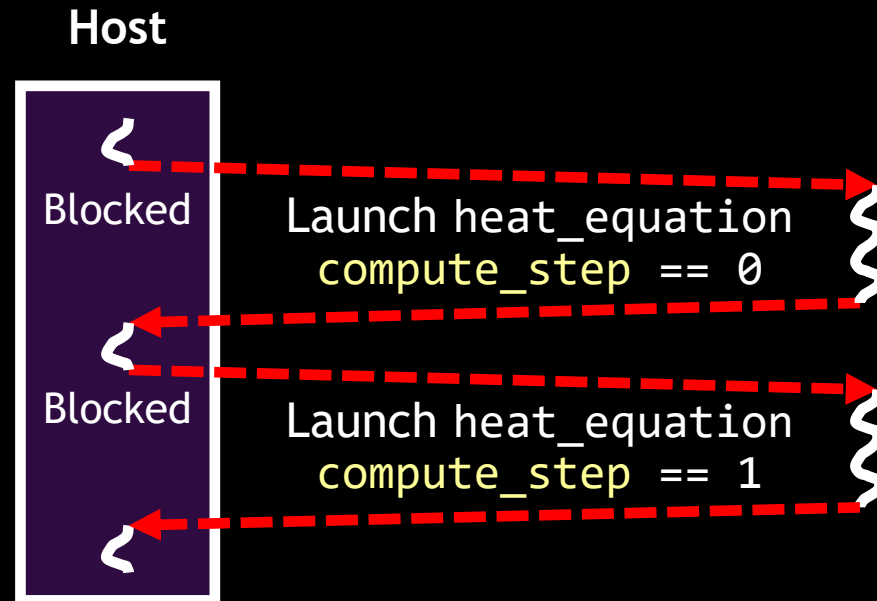 Host
Blocked
Launch heat_equation
compute_step == 0
Blocked
Launch heat_equation
compute_step == 1